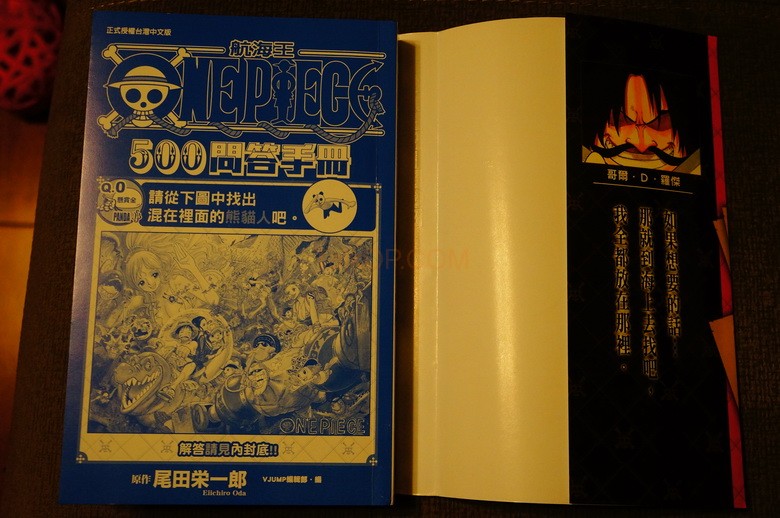 正式授權台灣中文版
航海王
ONE PIECE
500問答手冊
Q.0
懸賞金
PANDA
請從下圖中找出
混在裡面的熊貓人吧。
ONE PIECE
解答請見內封底!!
原作 尾田栄一郎
Eiichiro Oda
VJUMP編輯部・編
哥爾・D・羅傑
如果想要的話、
那就到海上去找吧。
我全都放在那裡。